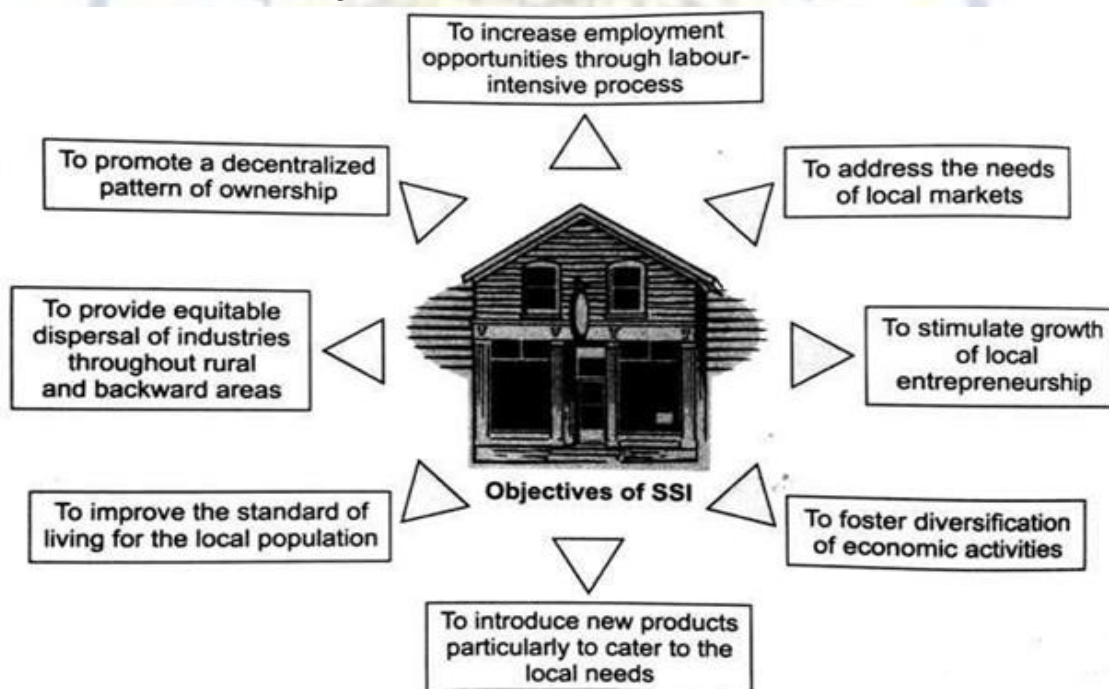 To increase employment
opportunities through labour-
intensive process
To promote a decentralized
pattern of ownership
To address the needs
of local markets
To provide equitable
dispersal of industries
throughout rural
and backward areas
To stimulate growth
of local
entrepreneurship
Objectives of SSI
To improve the standard of
living for the local population
To foster diversification
of economic activities
To introduce new products
particularly to cater to the
local needs